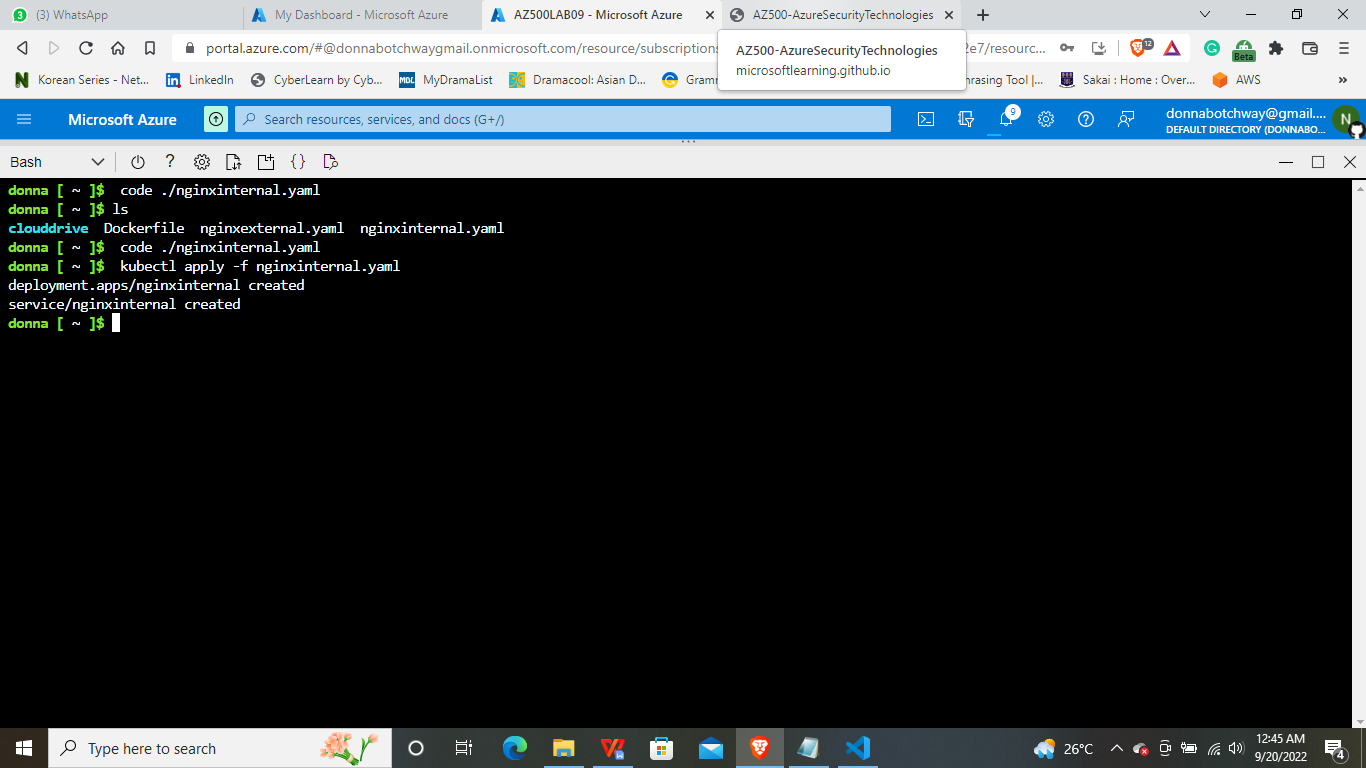 3 (3) WhatsApp
My Dashboard - Microsoft Azure
AZ500LAB09 - Microsoft Azure
AZ500-AzureSecurityTechnologies
portal.azure.com/#@donnabotchwaygmail.onmicrosoft.com/resource/subscriptions
2e7/resourc...
12
Beta
AZ500-AzureSecurityTechnologies
microsoftlearning.github.io
N Korean Series - Net...
in LinkedIn
CyberLearn by Cyb...
MDL MyDramaList
Dramacool: Asian D...
Gramm
hrasing Tool |...
Sakai : Home : Over...
AWS
»
Microsoft Azure
Search resources, services, and docs (G+/)
9
donnabotchway@gmail....
DEFAULT DIRECTORY (DONNABO...
N
Bash
? { }
donna [ ~ ]$ code ./nginxinternal.yaml
donna [ ~ ]$ ls
clouddrive Dockerfile nginxexternal.yaml nginxinternal.yaml
donna [ ~ ]$ code ./nginxinternal.yaml
donna [ ~ ]$ kubectl apply -f nginxinternal.yaml
deployment.apps/nginxinternal created
service/nginxinternal created
donna [ ~ ]$
Type here to search
26°C
12:45 AM
9/20/2022
4